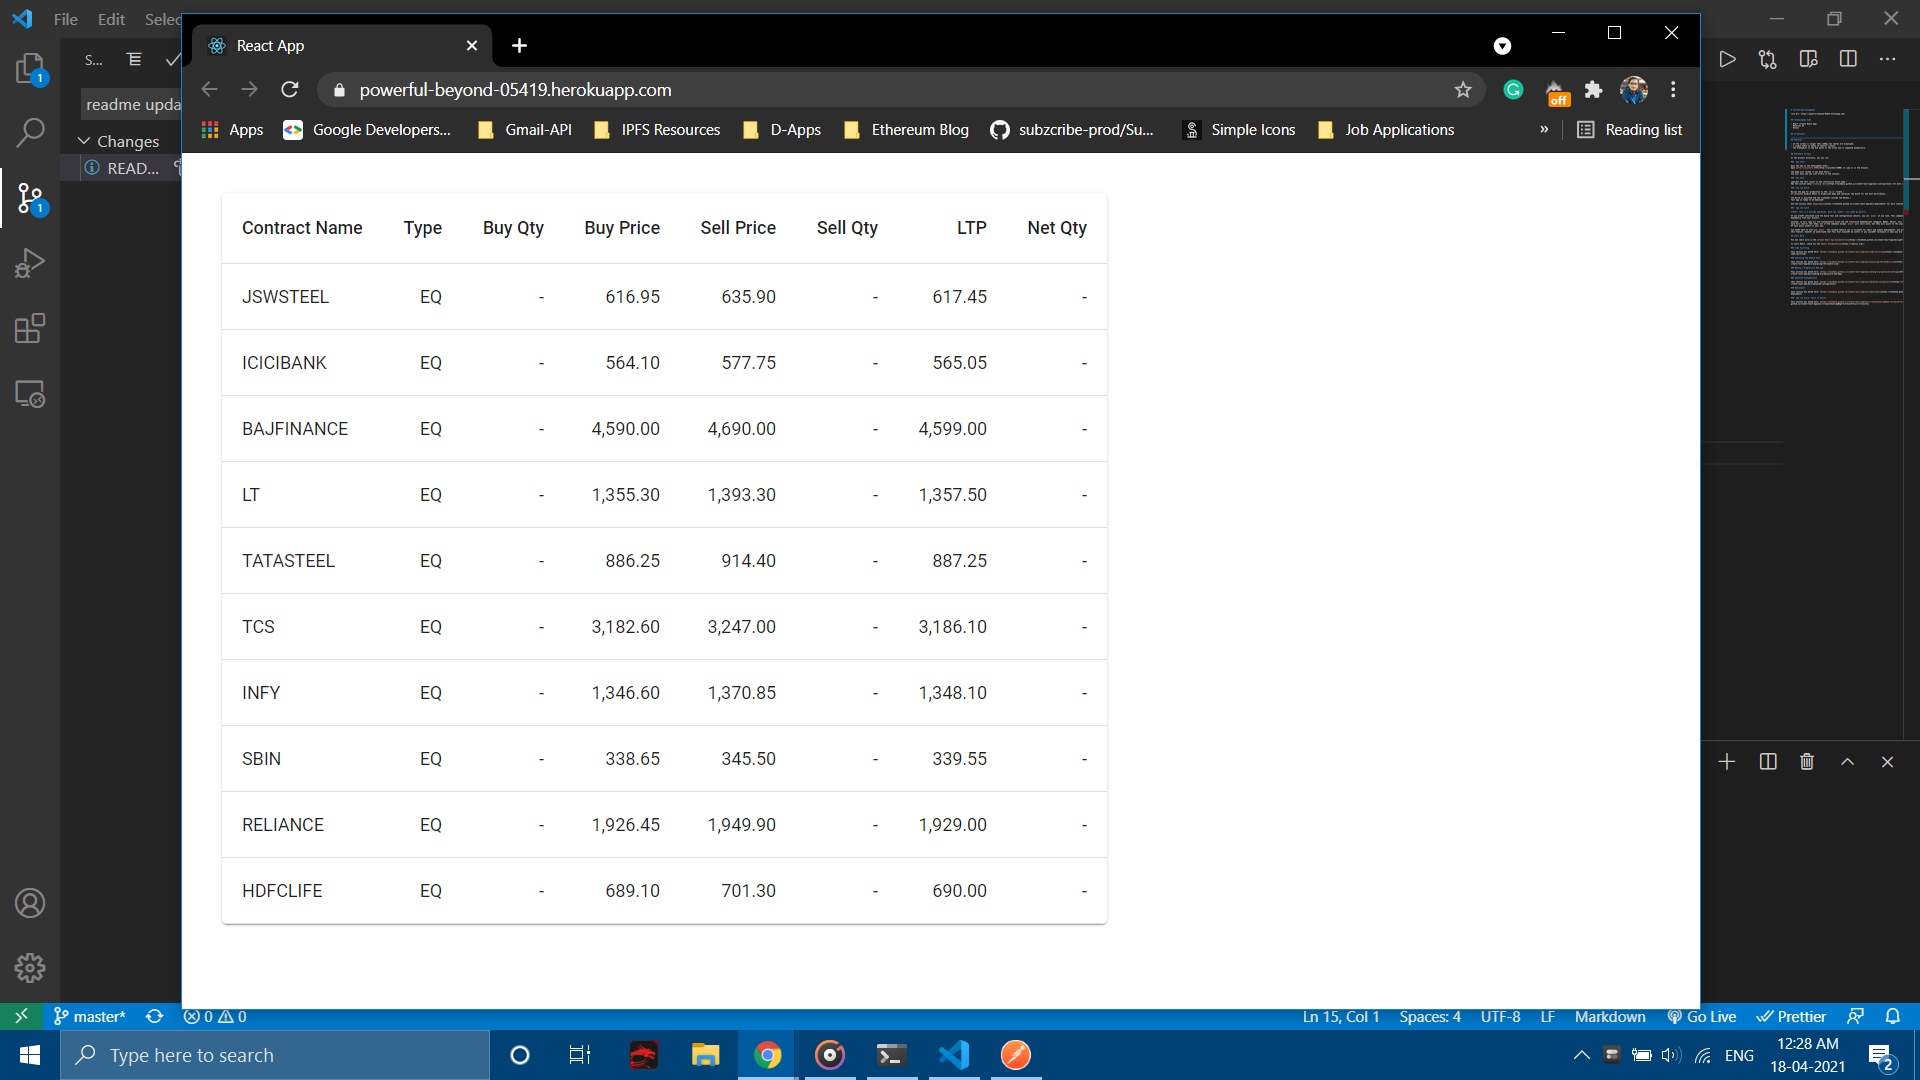 File Edit Selec
React App
powerful-beyond-05419.herokuapp.com
off
Apps Google Developers... Gmail-API IPFS Resources D-Apps Ethereum Blog subzcribe-prod/Su... Simple Icons Job Applications » Reading list
S...
readme upda
Changes
READ...
1
1
Contract Name Type Buy Qty Buy Price Sell Price Sell Qty LTP Net Qty
JSWSTEEL EQ - 616.95 635.90 - 617.45 -
ICICIBANK EQ - 564.10 577.75 - 565.05 -
BAJFINANCE EQ - 4,590.00 4,690.00 - 4,599.00 -
LT EQ - 1,355.30 1,393.30 - 1,357.50 -
TATASTEEL EQ - 886.25 914.40 - 887.25 -
TCS EQ - 3,182.60 3,247.00 - 3,186.10 -
INFY EQ - 1,346.60 1,370.85 - 1,348.10 -
SBIN EQ - 338.65 345.50 - 339.55 -
RELIANCE EQ - 1,926.45 1,949.90 - 1,929.00 -
HDFCLIFE EQ - 689.10 701.30 - 690.00 -
master* 0 0 Ln 15, Col 1 Spaces: 4 UTF-8 LF Markdown Go Live Prettier
Type here to search
ENG
12:28 AM
18-04-2021
2